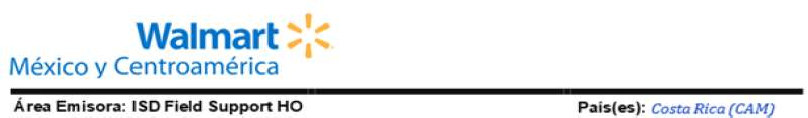 Walmart
México y Centroamérica
Área Emisora: ISD Field Support HO País(es): Costa Rica (CAM)